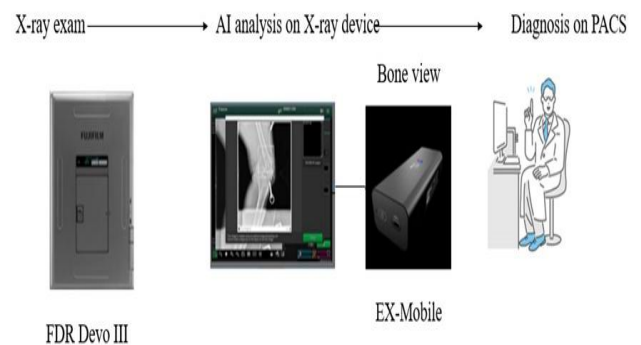 X-ray exam
AI analysis on X-ray device
Diagnosis on PACS
Bone view
FUJIFILM
EX-Mobile
FDR Devo III